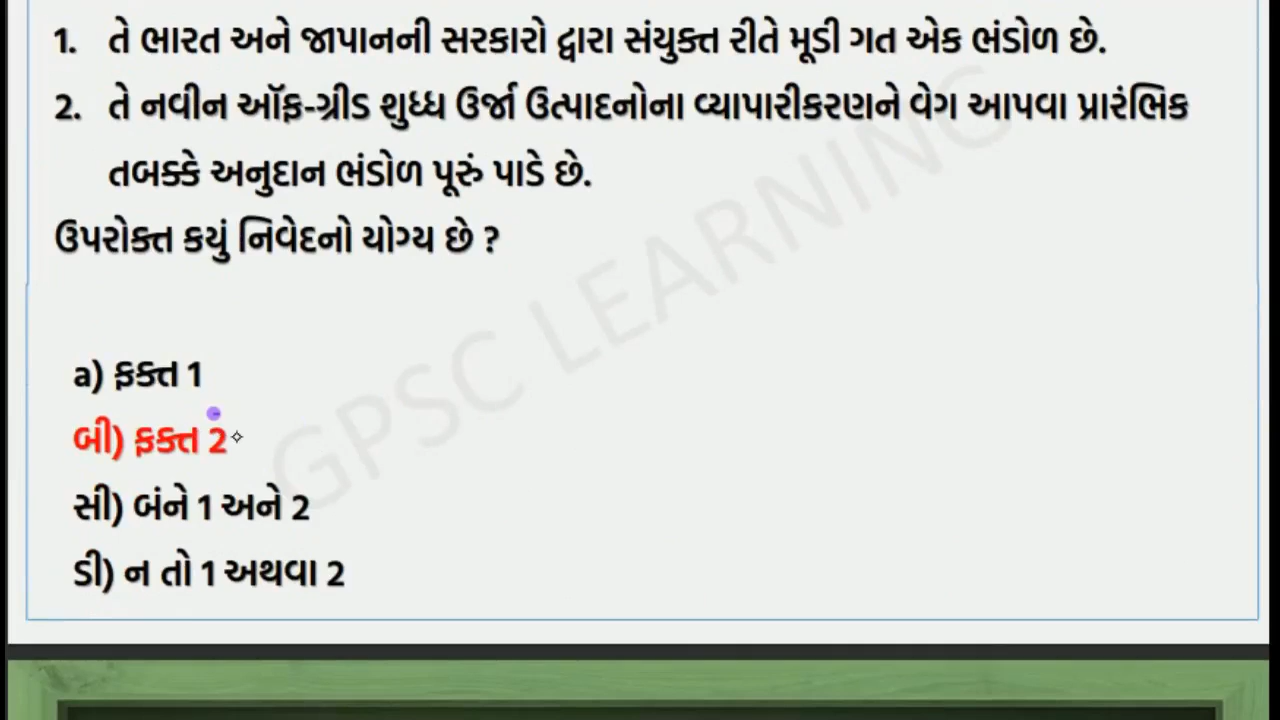 1. તે ભારત અને જાપાનની સરકારો દ્વારા સંયુક્ત રીતે મૂડી ગત એક ભંડોળ છે.
2. તે નવીન ઑફ-ગ્રીડ શુધ્ધ ઉર્જા ઉત્પાદનોના વ્યાપારીકરણને વેગ આપવા પ્રારંભિક
તબક્કે અનુદાન ભંડોળ પૂરું પાડે છે.
ઉપરોક્ત કયું નિવેદનો યોગ્ય છે ?
a) ફક્ત 1
બી) ફક્ત 2
સી) બંને 1 અને 2
ડી) ન તો 1 અથવા 2
GPSC LEARNING